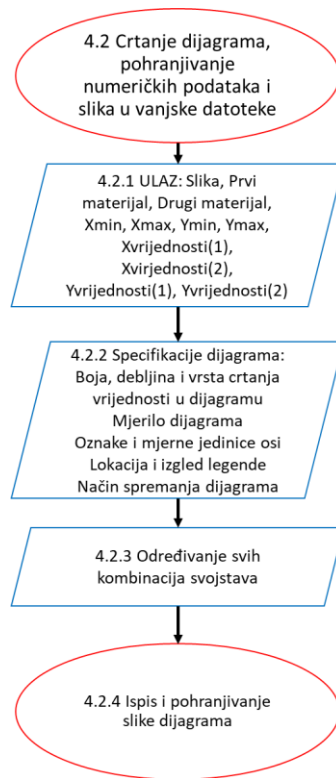 4.2 Crtanje dijagrama,
pohranjivanje
numeričkih podataka i
slika u vanjske datoteke
4.2.1 ULAZ: Slika, Prvi
materijal, Drugi materijal,
Xmin, Xmax, Ymin, Ymax,
Xvrijednosti(1),
Xvirjednosti(2),
Yvrijednosti(1), Yvrijednosti(2)
4.2.2 Specifikacije dijagrama:
Boja, debljina i vrsta crtanja
vrijednosti u dijagramu
Mjerilo dijagrama
Oznake i mjerne jedinice osi
Lokacija i izgled legende
Način spremanja dijagrama
4.2.3 Određivanje svih
kombinacija svojstava
4.2.4 Ispis i pohranjivanje
slike dijagrama